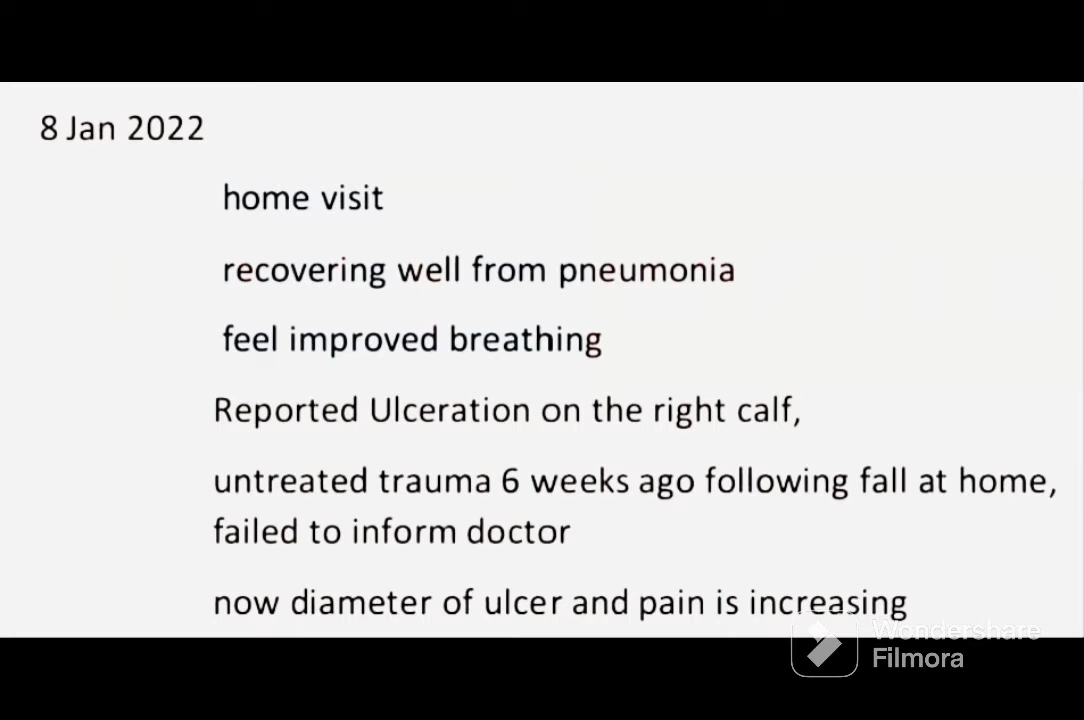 8 Jan 2022
home visit
recovering well from pneumonia
feel improved breathing
Reported Ulceration on the right calf,
untreated trauma 6 weeks ago following fall at home,
failed to inform doctor
now diameter of ulcer and pain is increasing
Wondershare
Filmora